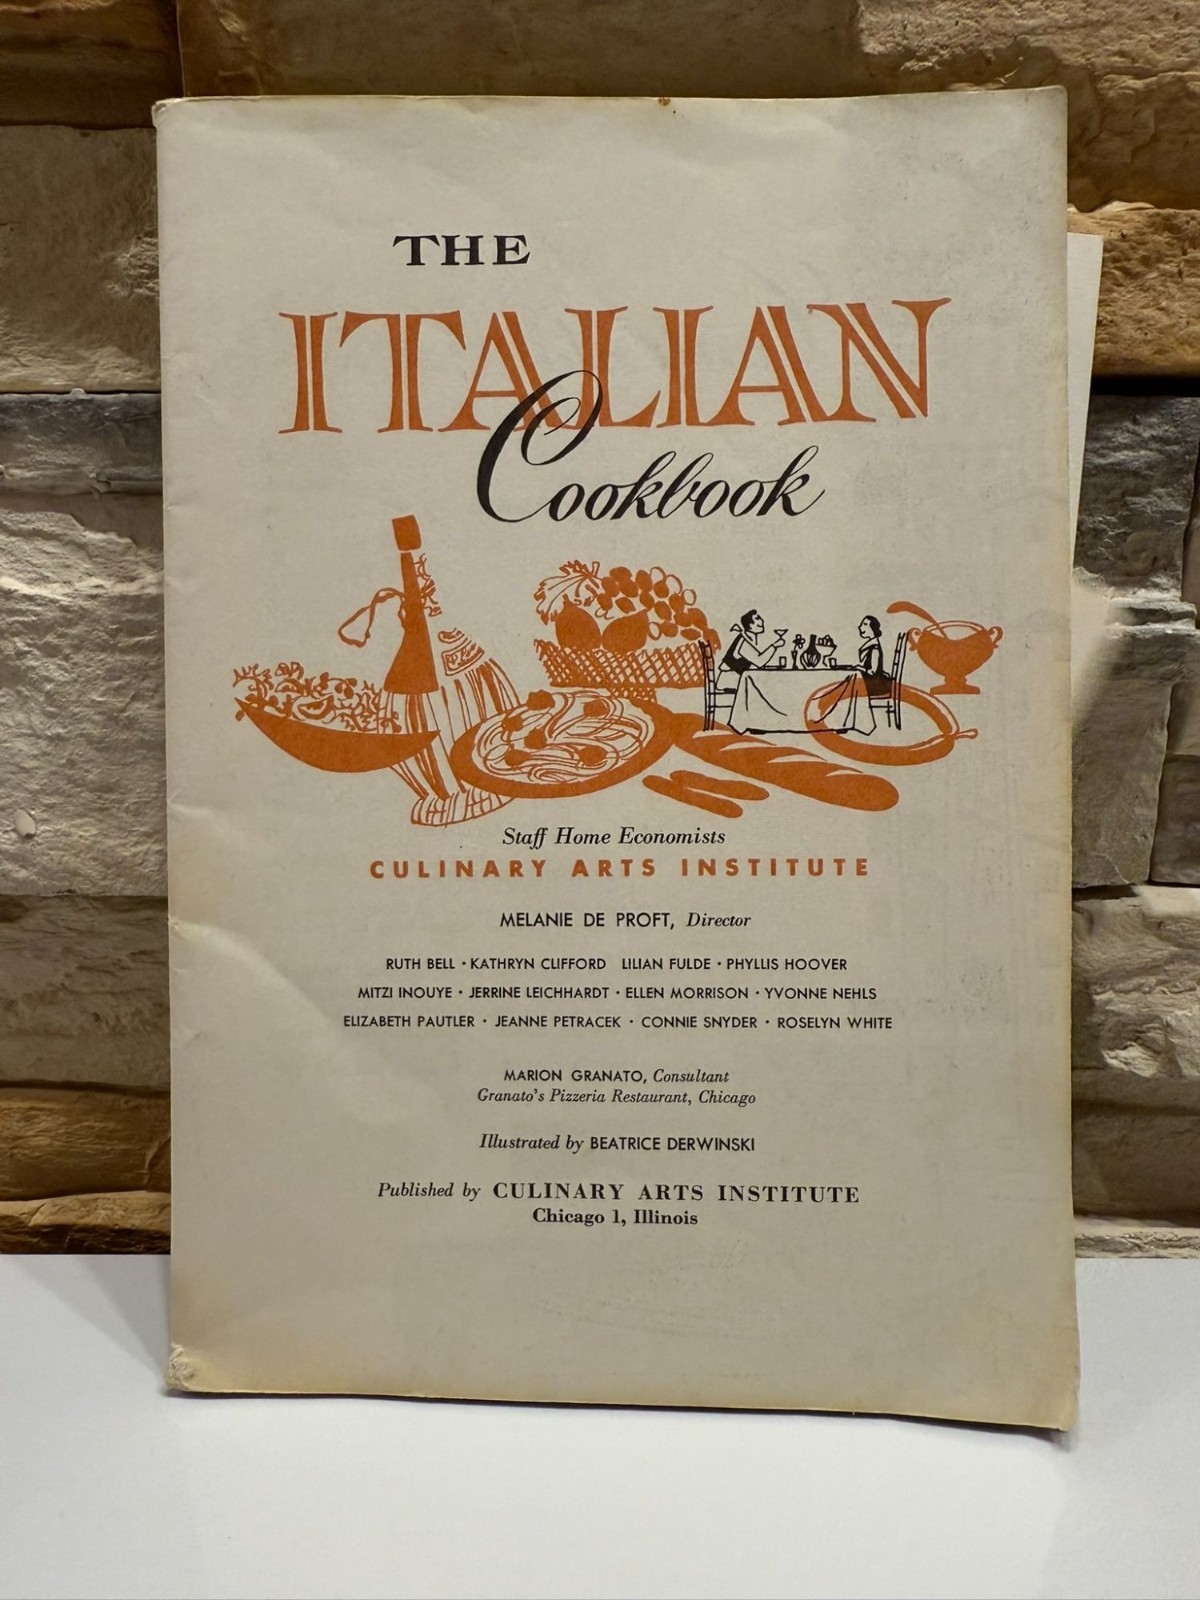 THE
ITALIAN
Cookbook
Staff Home Economists
CULINARY ARTS INSTITUTE
MELANIE DE PROFT, Director
RUTH BELL • KATHRYN CLIFFORD LILIAN FULDE • PHYLLIS HOOVER
MITZI INOUYE • JERRINE LEICHHARDT • ELLEN MORRISON • YVONNE NEHLS
ELIZABETH PAUTLER • JEANNE PETRACEK • CONNIE SNYDER • ROSELYN WHITE
MARION GRANATO, Consultant
Granato's Pizzeria Restaurant, Chicago
Illustrated by BEATRICE DERWINSKI
Published by CULINARY ARTS INSTITUTE
Chicago 1, Illinois